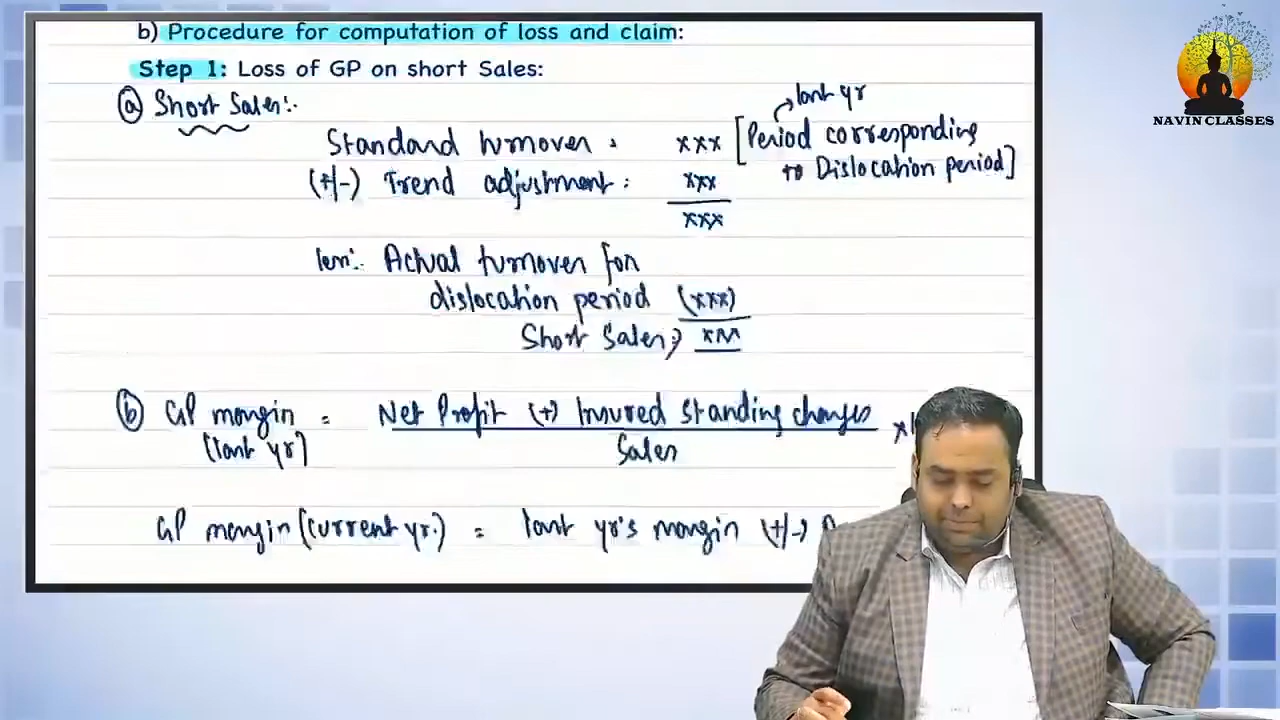 b) Procedure for computation of loss and claim:
Step 1: Loss of GP on short Sales:
ⓐ Short Sales:-
last yr
Standard turnover : xxx [Period corresponding
to Dislocation period]
(+/-) Trend adjustment : xxx
xxx
less:- Actual turnover for
dislocation period (xxx)
Short Sales xxx
ⓑ GP margin = Net Profit (+) Insured standing charges
(last yr) Sales
GP margin (current yr.) = last yr's margin (+/-)
NAVIN CLASSES